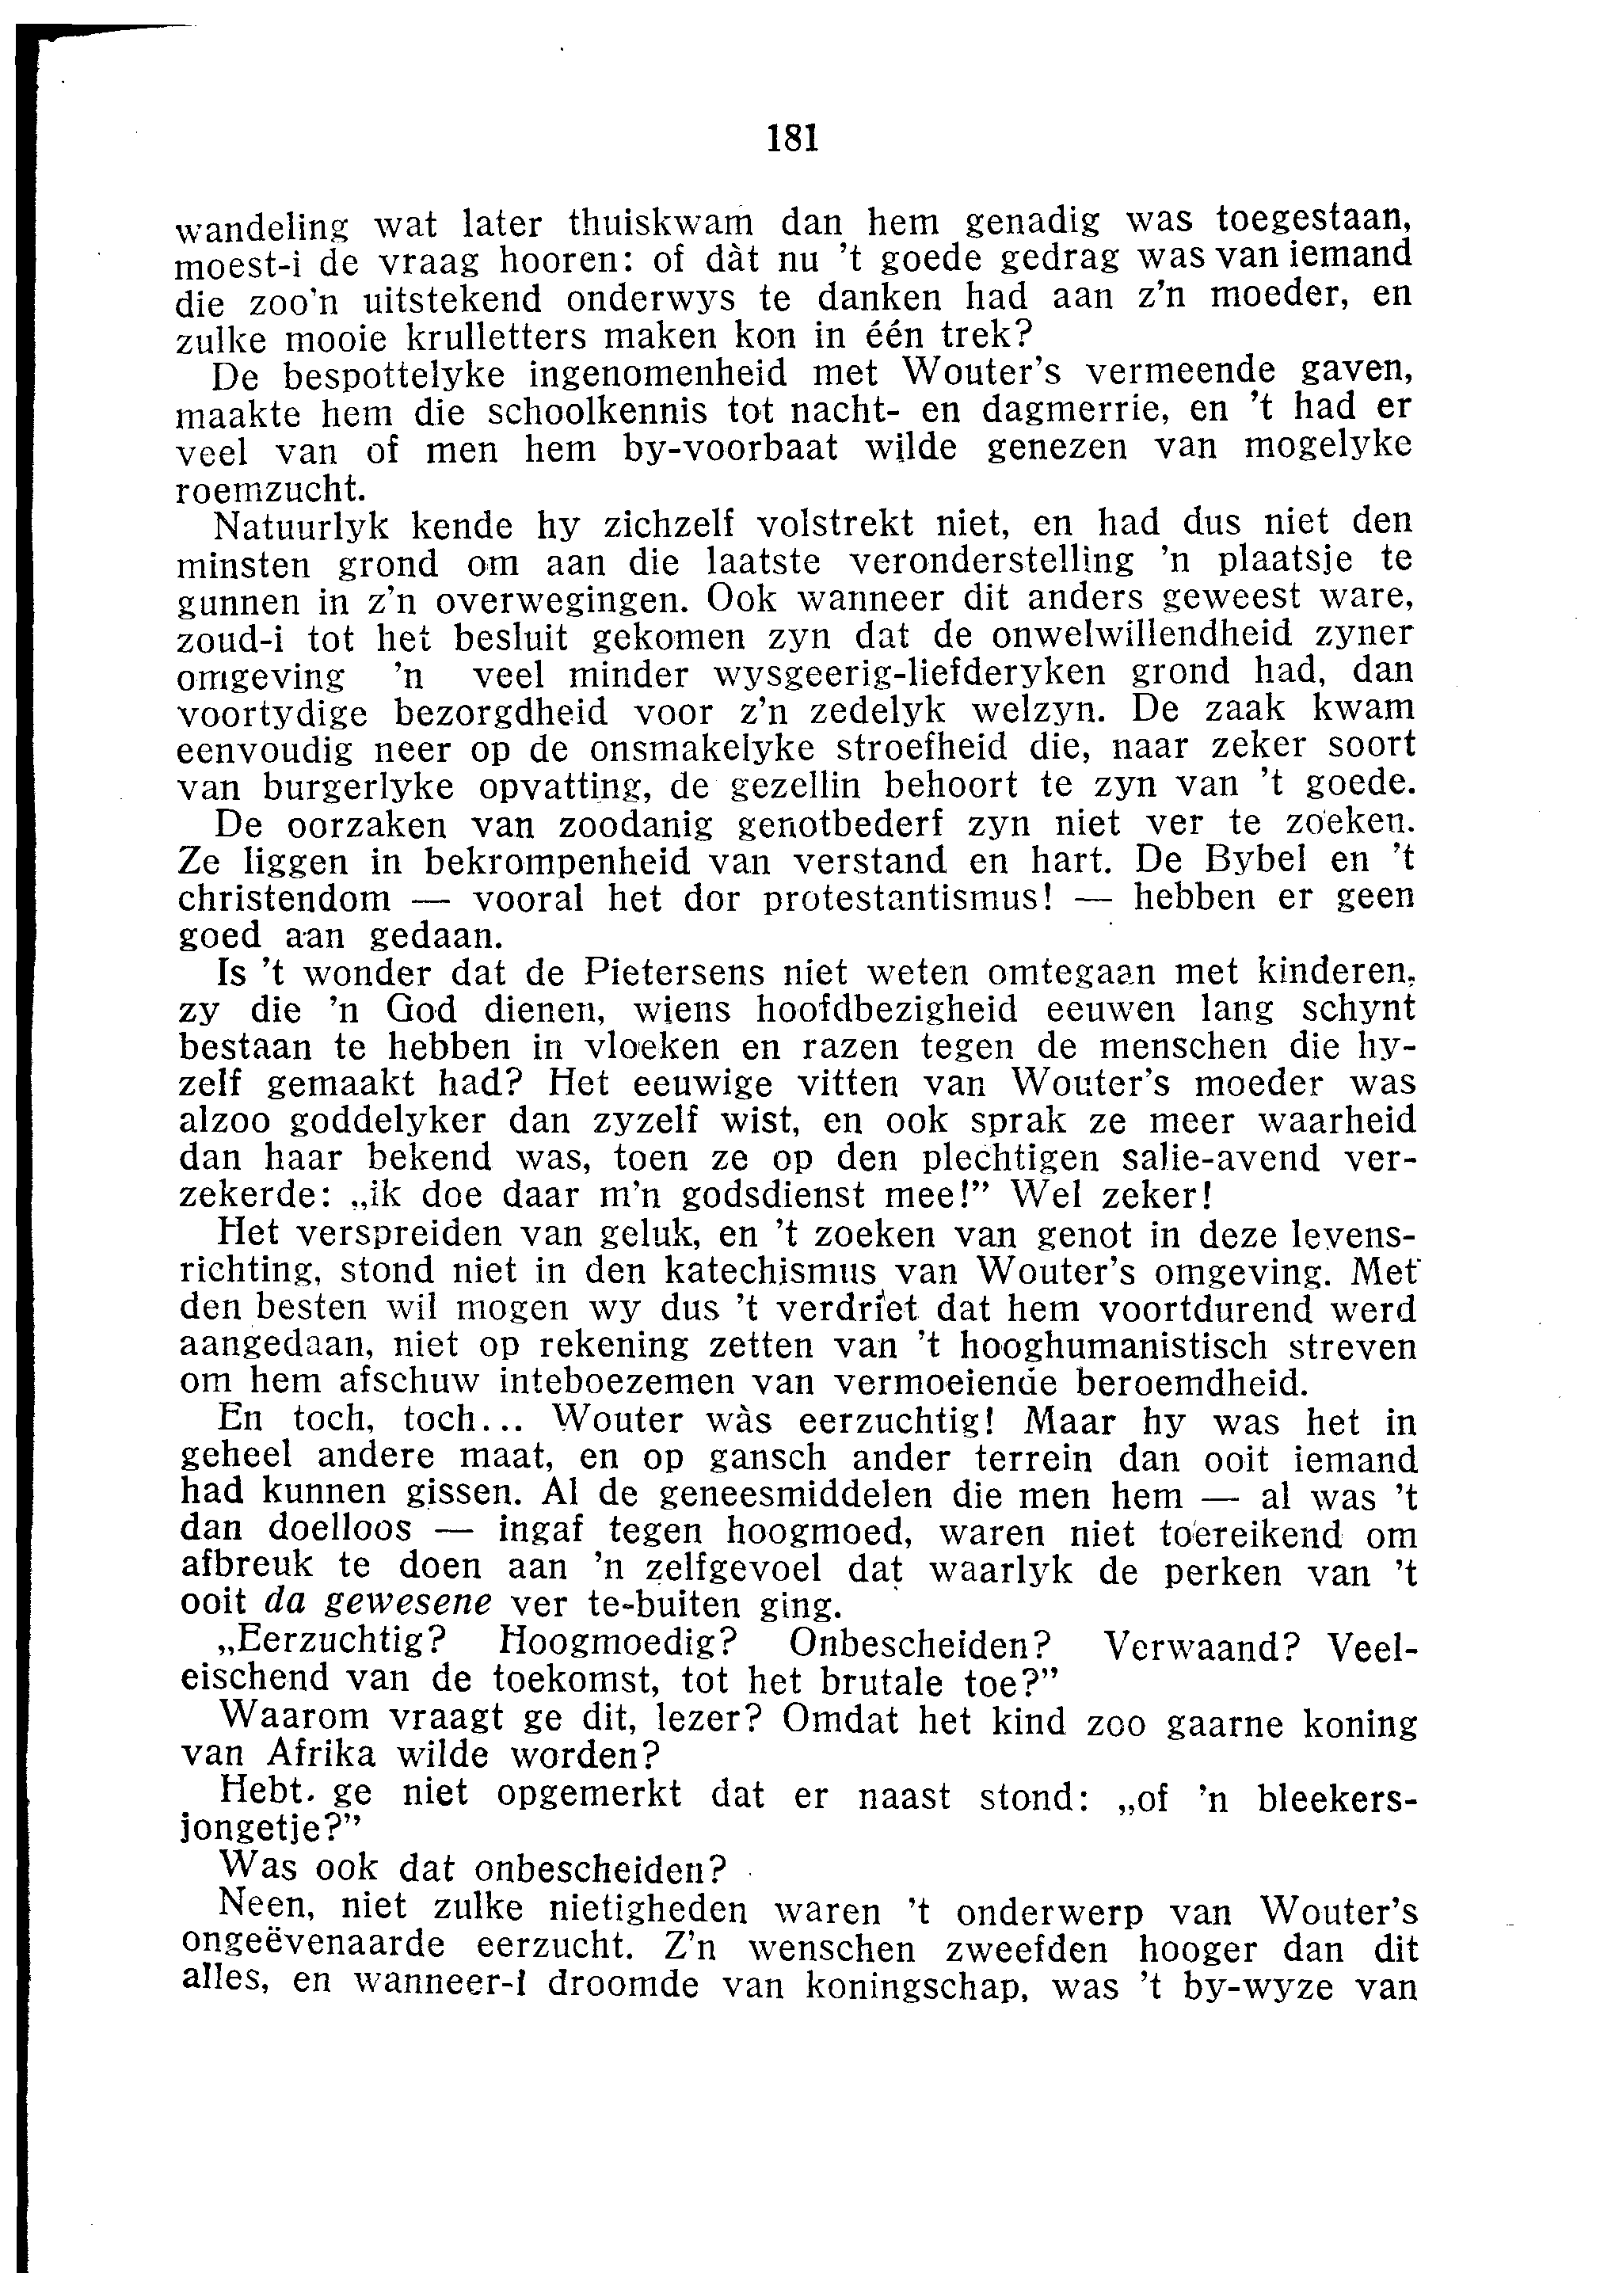 181
wandeling wat later thuiskwam dan hem genadig was toegestaan,
moest-i de vraag hooren: of dàt nu 't goede gedrag was van iemand
die zoo'n uitstekend onderwys te danken had aan z'n moeder, en
zulke mooie krulletters maken kon in één trek?
De bespottelyke ingenomenheid met Wouter's vermeende gaven,
maakte hem die schoolkennis tot nacht- en dagmerrie, en 't had er
veel van of men hem by-voorbaat wilde genezen van mogelyke
roemzucht.
Natuurlyk kende hy zichzelf volstrekt niet, en had dus niet den
minsten grond om aan die laatste veronderstelling 'n plaatsje te
gunnen in z'n overwegingen. Ook wanneer dit anders geweest ware,
zoud-i tot het besluit gekomen zyn dat de onwelwillendheid zyner
omgeving 'n veel minder wysgeerig-liefderyken grond had, dan
voortydige bezorgdheid voor z'n zedelyk welzyn. De zaak kwam
eenvoudig neer op de onsmakelyke stroefheid die, naar zeker soort
van burgerlyke opvatting, de gezellin behoort te zyn van 't goede.
De oorzaken van zoodanig genotbederf zyn niet ver te zoeken.
Ze liggen in bekrompenheid van verstand en hart. De Bybel en 't
christendom — vooral het dor protestantismus! — hebben er geen
goed aan gedaan.
Is 't wonder dat de Pietersens niet weten omtegaan met kinderen,
zy die 'n God dienen, wiens hoofdbezigheid eeuwen lang schynt
bestaan te hebben in vloeken en razen tegen de menschen die hy-
zelf gemaakt had? Het eeuwige vitten van Wouter's moeder was
alzoo goddelyker dan zyzelf wist, en ook sprak ze meer waarheid
dan haar bekend was, toen ze op den plechtigen salie-avend ver-
zekerde: „ik doe daar m'n godsdienst mee!” Wel zeker!
Het verspreiden van geluk, en 't zoeken van genot in deze levens-
richting, stond niet in den katechismus van Wouter's omgeving. Met
den besten wil mogen wy dus 't verdriet dat hem voortdurend werd
aangedaan, niet op rekening zetten van 't hooghumanistisch streven
om hem afschuw inteboezemen van vermoeiende beroemdheid.
En toch, toch... Wouter wàs eerzuchtig! Maar hy was het in
geheel andere maat, en op gansch ander terrein dan ooit iemand
had kunnen gissen. Al de geneesmiddelen die men hem — al was 't
dan doelloos — ingaf tegen hoogmoed, waren niet toereikend om
afbreuk te doen aan 'n zelfgevoel dat waarlyk de perken van 't
ooit da gewesene ver te-buiten ging.
„Eerzuchtig? Hoogmoedig? Onbescheiden? Verwaand? Veel-
eischend van de toekomst, tot het brutale toe?”
Waarom vraagt ge dit, lezer? Omdat het kind zoo gaarne koning
van Afrika wilde worden?
Hebt. ge niet opgemerkt dat er naast stond: „of 'n bleekers-
jongetje?”
Was ook dat onbescheiden?
Neen, niet zulke nietigheden waren 't onderwerp van Wouter's
ongeëvenaarde eerzucht. Z'n wenschen zweefden hooger dan dit
alles, en wanneer-I droomde van koningschap, was 't by-wyze van